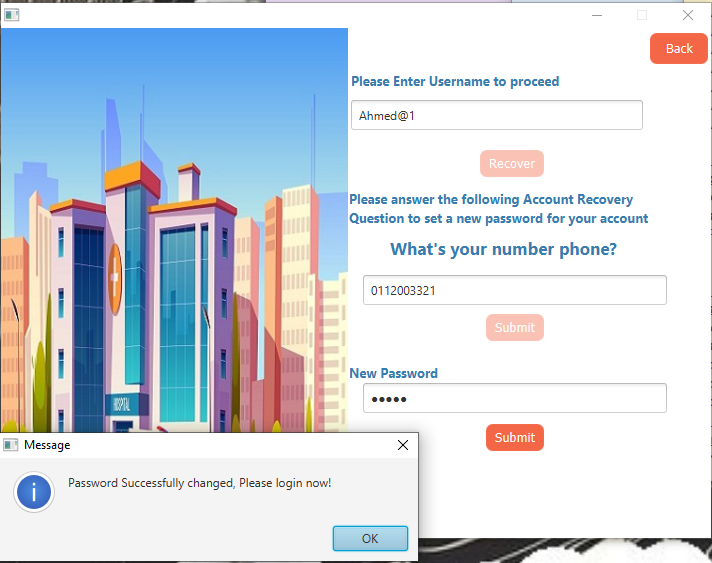 Back
Please Enter Username to proceed
Ahmed@1
Recover
Please answer the following Account Recovery
Question to set a new password for your account
What's your number phone?
0112003321
Submit
New Password
•••••
Submit
HOSPITAL
Message
Password Successfully changed, Please login now!
OK